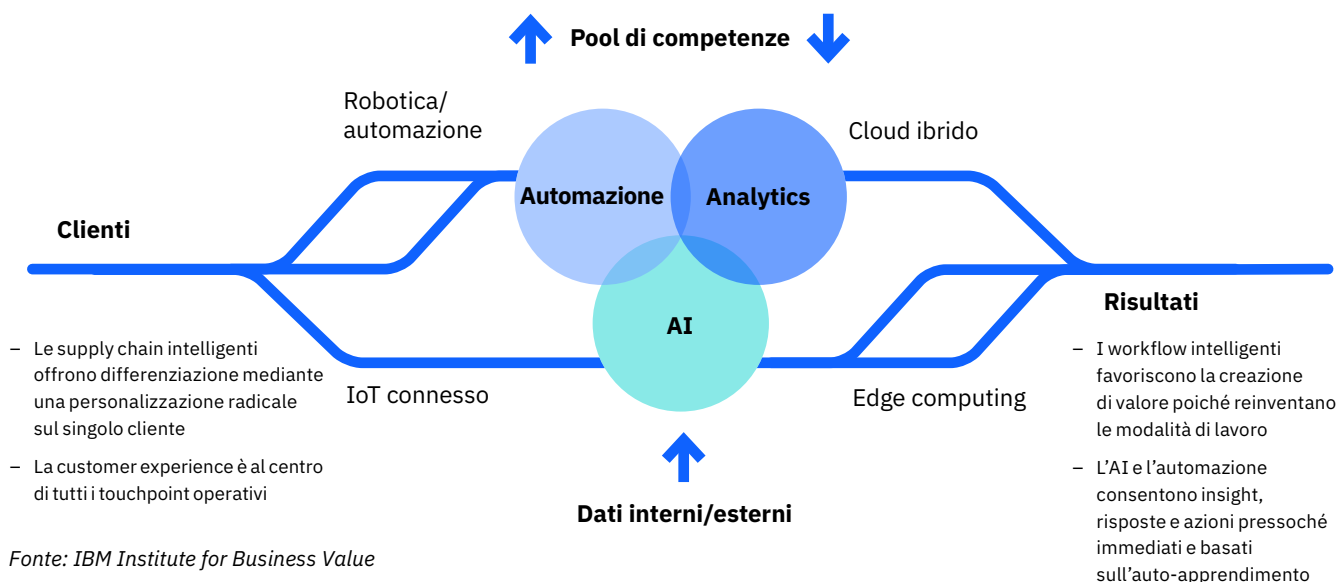 Pool di competenze
Robotica/
automazione
Cloud ibrido
Automazione
Analytics
Clienti
AI
Risultati
– Le supply chain intelligenti
offrono differenziazione mediante
una personalizzazione radicale
sul singolo cliente
– La customer experience è al centro
di tutti i touchpoint operativi
IoT connesso
Edge computing
– I workflow intelligenti
favoriscono la creazione
di valore poiché reinventano
le modalità di lavoro
– L’AI e l’automazione
consentono insight,
risposte e azioni pressoché
immediati e basati
sull’auto-apprendimento
Dati interni/esterni
Fonte: IBM Institute for Business Value